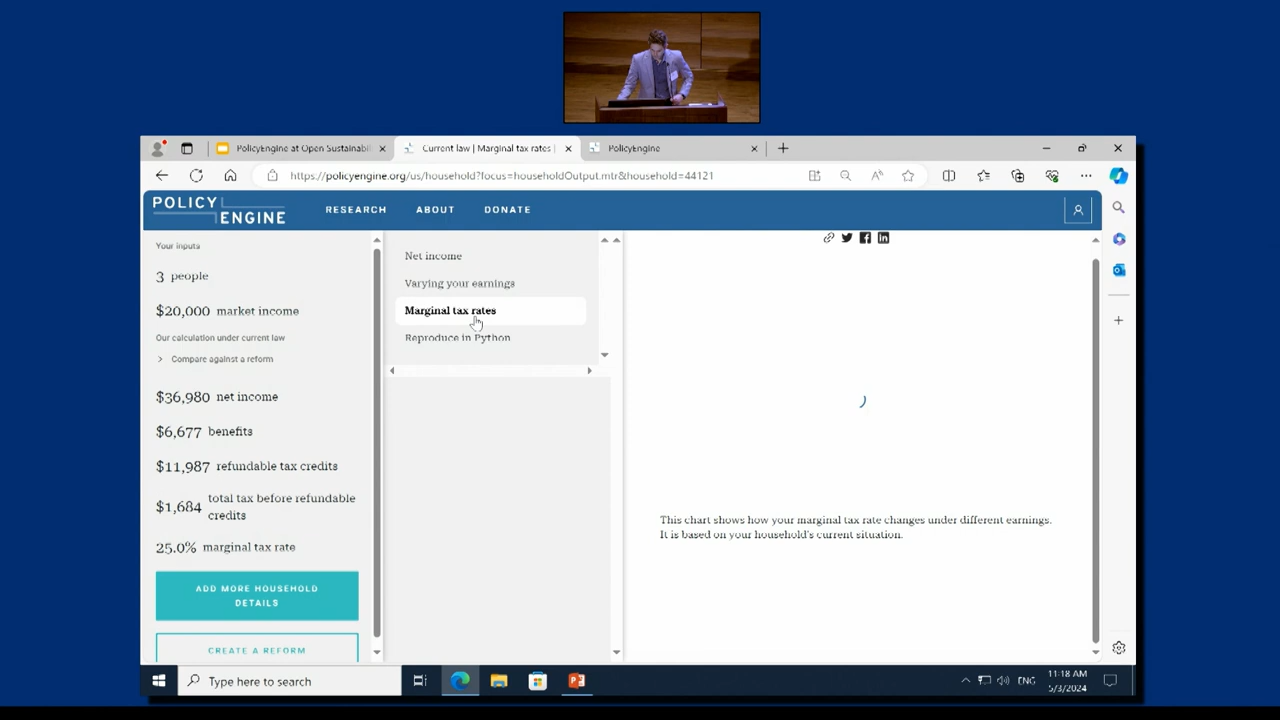 PolicyEngine at Open Sustainabil
Current law | Marginal tax rates |
PolicyEngine
https://policyengine.org/us/household?focus=householdOutput.mtr&household=44121
POLICY
ENGINE
RESEARCH
ABOUT
DONATE
Your inputs
3 people
$20,000 market income
Our calculation under current law
Compare against a reform
$36,980 net income
$6,677 benefits
$11,987 refundable tax credits
$1,684 total tax before refundable
credits
25.0% marginal tax rate
ADD MORE HOUSEHOLD
DETAILS
CREATE A REFORM
Net income
Varying your earnings
Marginal tax rates
Reproduce in Python
This chart shows how your marginal tax rate changes under different earnings.
It is based on your household's current situation.
Type here to search
ENG
11:18 AM
5/3/2024